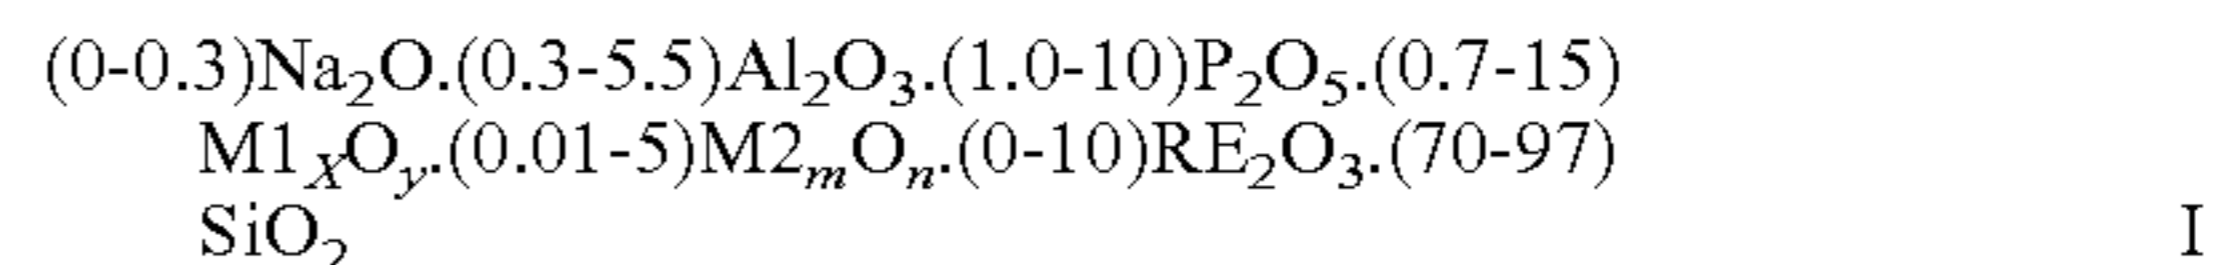 (0-0.3)Na₂O.(0.3-5.5)Al₂O₃.(1.0-10)P₂O₅.(0.7-15)
M1ₓOᵧ.(0.01-5)M2ₘOₙ.(0-10)RE₂O₃.(70-97)
SiO₂ I